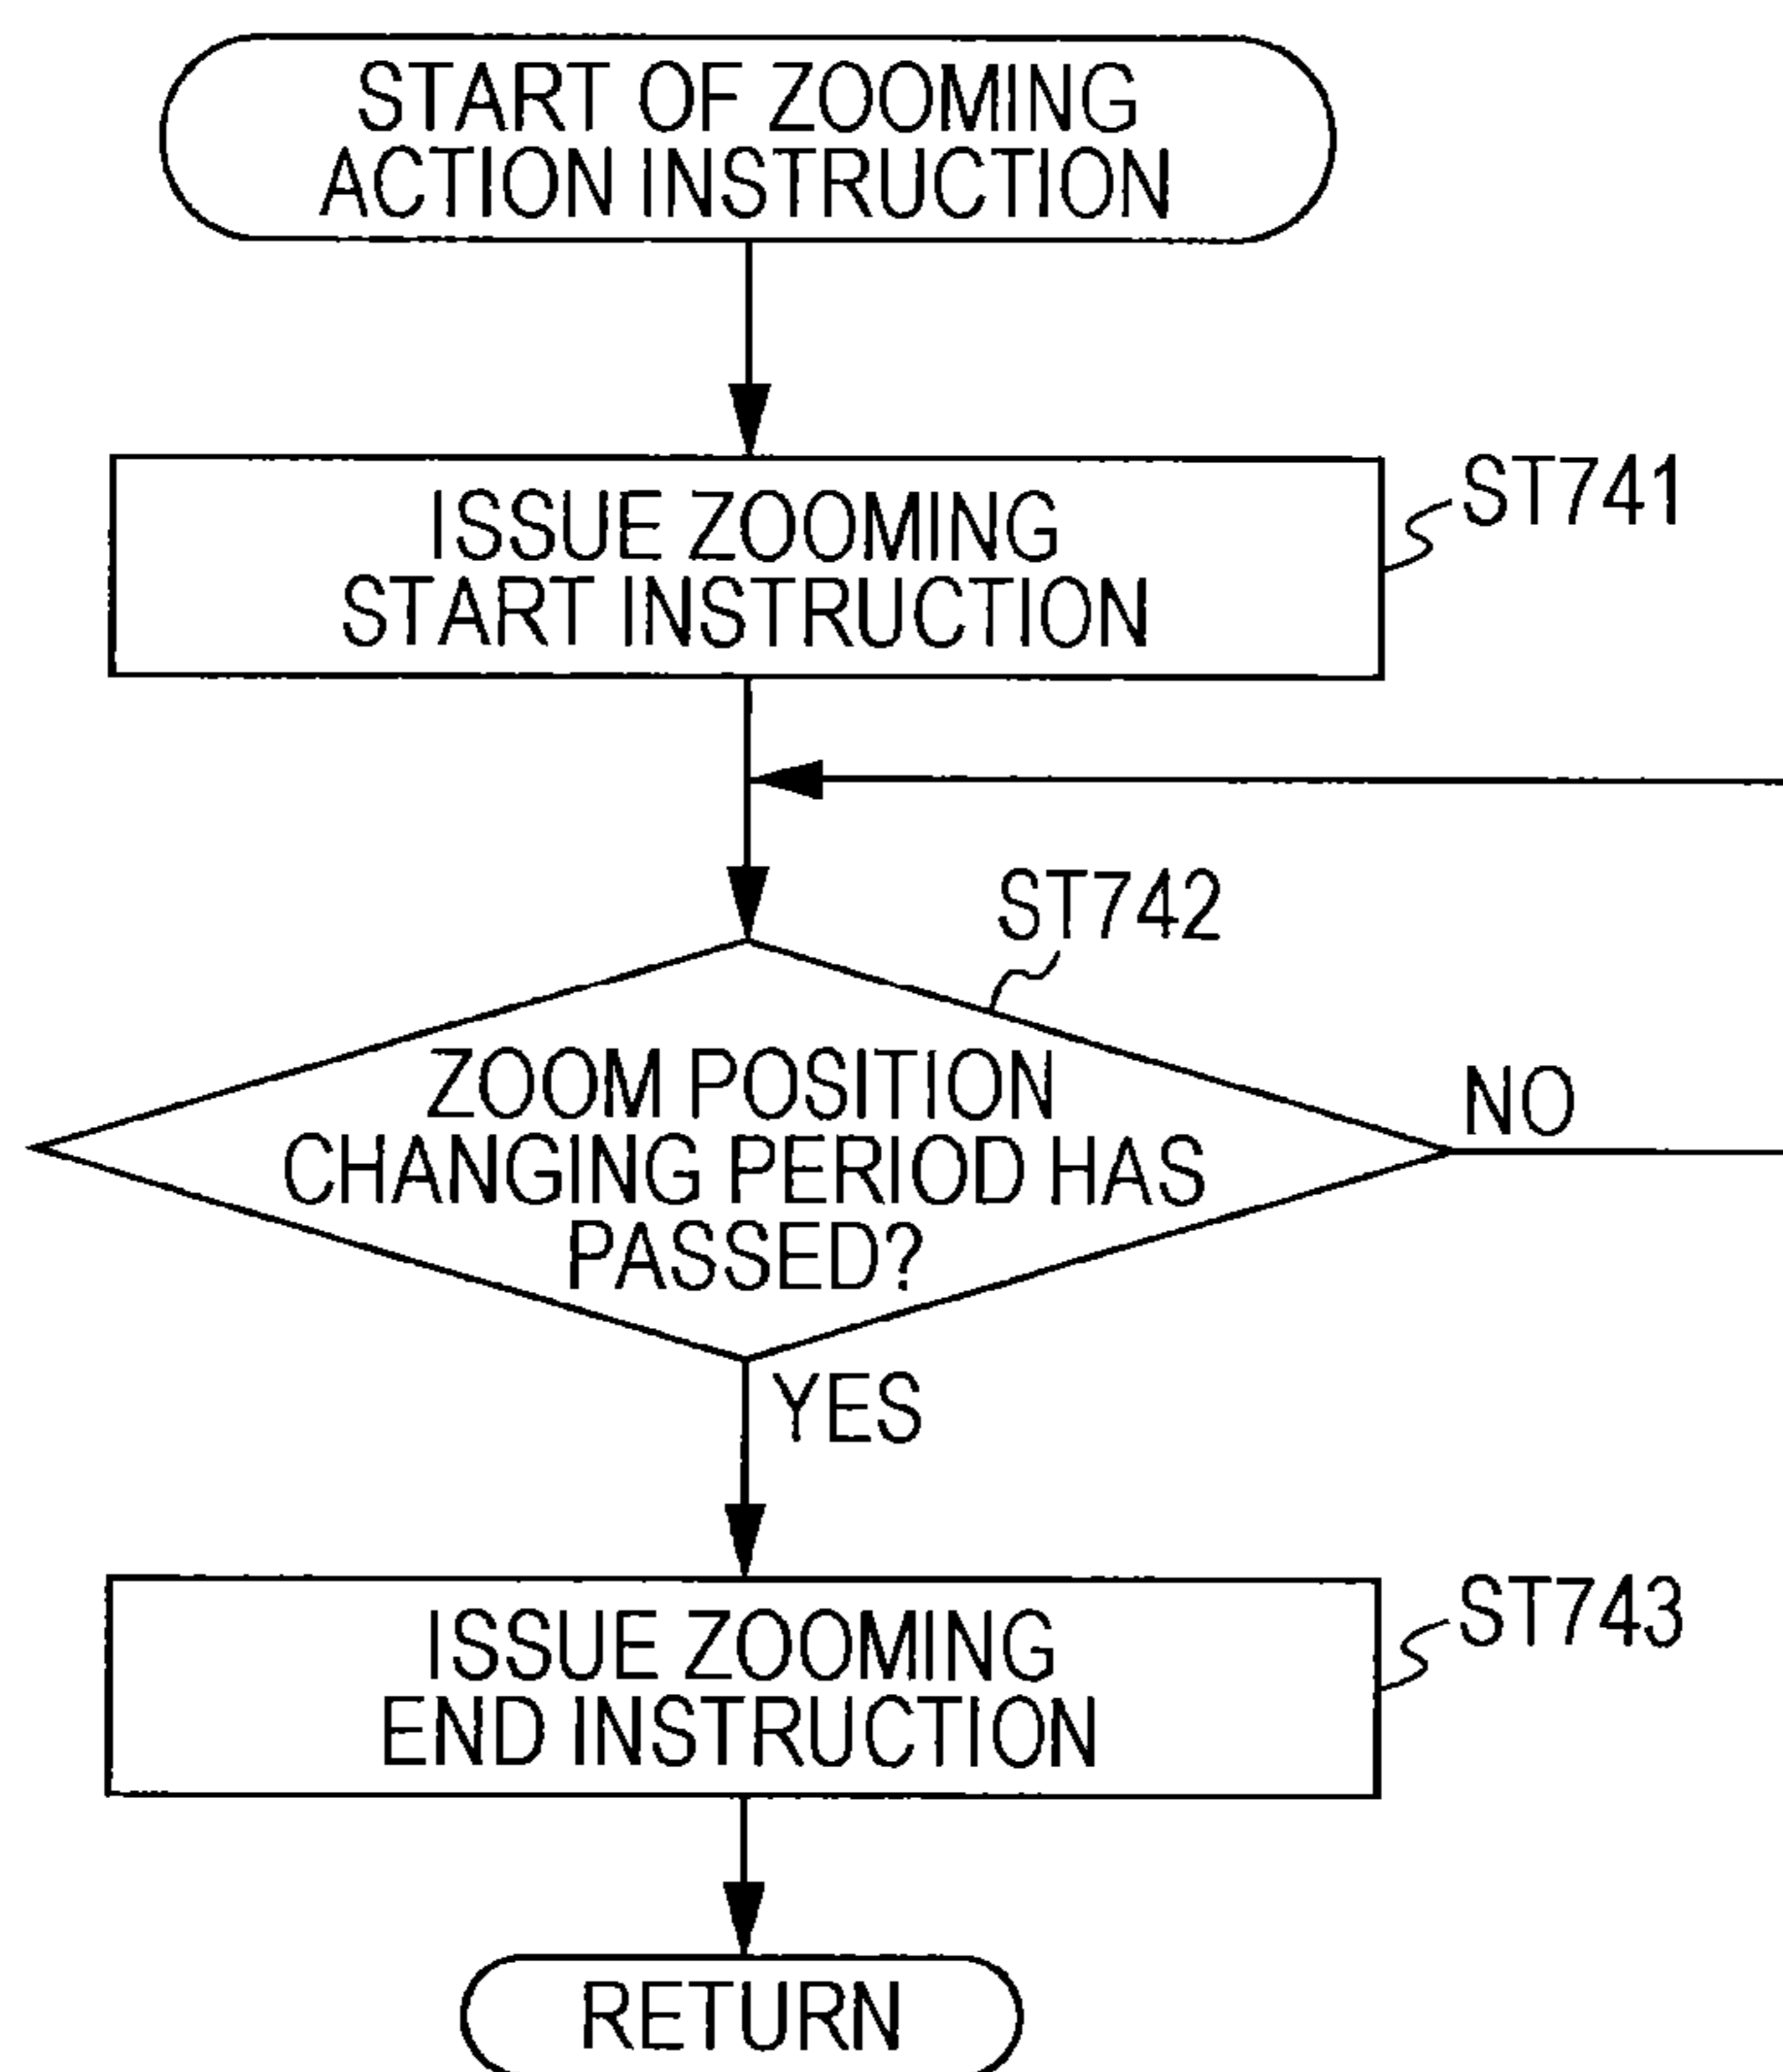 START OF ZOOMING
ACTION INSTRUCTION
ISSUE ZOOMING
START INSTRUCTION
ST741
ST742
ZOOM POSITION
CHANGING PERIOD HAS
PASSED?
NO
YES
ISSUE ZOOMING
END INSTRUCTION
ST743
RETURN